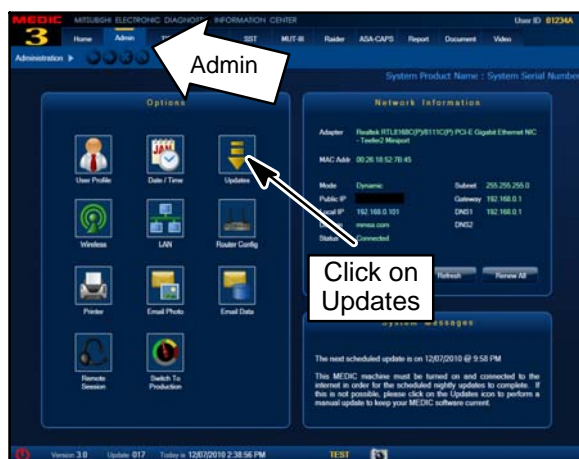 MEDIC MITSUBISHI ELECTRONIC DIAGNOSTIC INFORMATION CENTER User ID 01234A
3 Home Admin SST MUT-III Raider ASA-CAPS Report Document Video
Administration
Admin
System Product Name : System Serial Number
Options
Network Information
Adapter Realtek RTL8168C(P)/8111C(P) PCI-E Gigabit Ethernet NIC
- Teefer2 Miniport
MAC Addr 00:26:18:52:7B:45
User Profile Date / Time Updates
Mode Dynamic Subnet 255.255.255.0
Public IP Gateway 192.168.0.1
Local IP 192.168.0.101 DNS1 192.168.0.1
mmsa.com DNS2
Status Connected
Wireless LAN Router Config
Click on
Updates
Refresh Renew All
Printer Email Photo Email Data
System Messages
The next scheduled update is on 12/07/2010 @ 9:58 PM
This MEDIC machine must be turned on and connected to the
internet in order for the scheduled nightly updates to complete. If
this is not possible, please click on the Updates icon to perform a
manual update to keep your MEDIC software current.
Remote
Session
Switch To
Production
Version 3.0 Update 017 Today is 12/07/2010 2:38:56 PM TEST